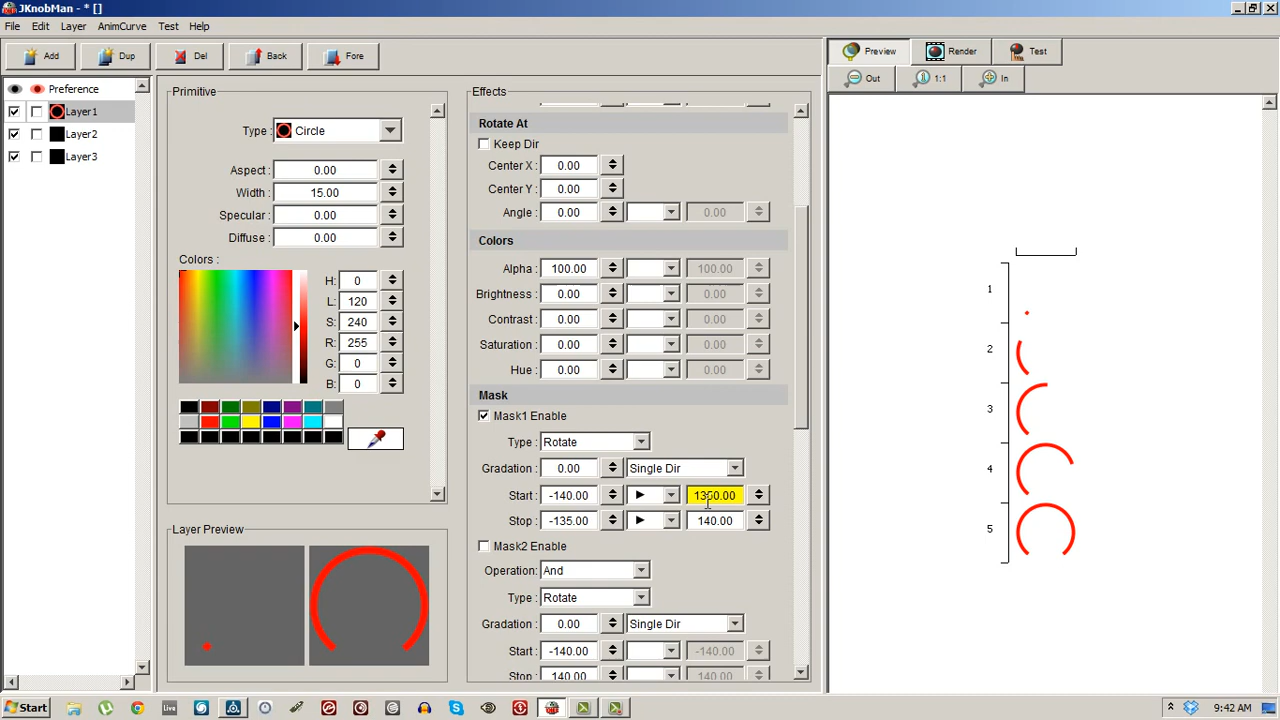 JKnobMan - * []
File Edit Layer AnimCurve Test Help
Add Dup Del Back Fore
Preference
Layer1
Layer2
Layer3
Primitive
Type : Circle
Aspect : 0.00
Width : 15.00
Specular : 0.00
Diffuse : 0.00
Colors :
H: 0
L: 120
S: 240
R: 255
G: 0
B: 0
Layer Preview
Effects
Rotate At
Keep Dir
Center X : 0.00
Center Y : 0.00
Angle : 0.00 0.00
Colors
Alpha : 100.00 100.00
Brightness : 0.00 0.00
Contrast : 0.00 0.00
Saturation : 0.00 0.00
Hue : 0.00 0.00
Mask
Mask1 Enable
Type : Rotate
Gradation : 0.00 Single Dir
Start : -140.00
Stop : -135.00 140.00
Mask2 Enable
Operation : And
Type : Rotate
Gradation : 0.00 Single Dir
Start : -140.00 -140.00
Stop : 140.00 140.00
Preview Render Test
Out 1:1 In
1
2
3
4
5
Start Live 9:42 AM